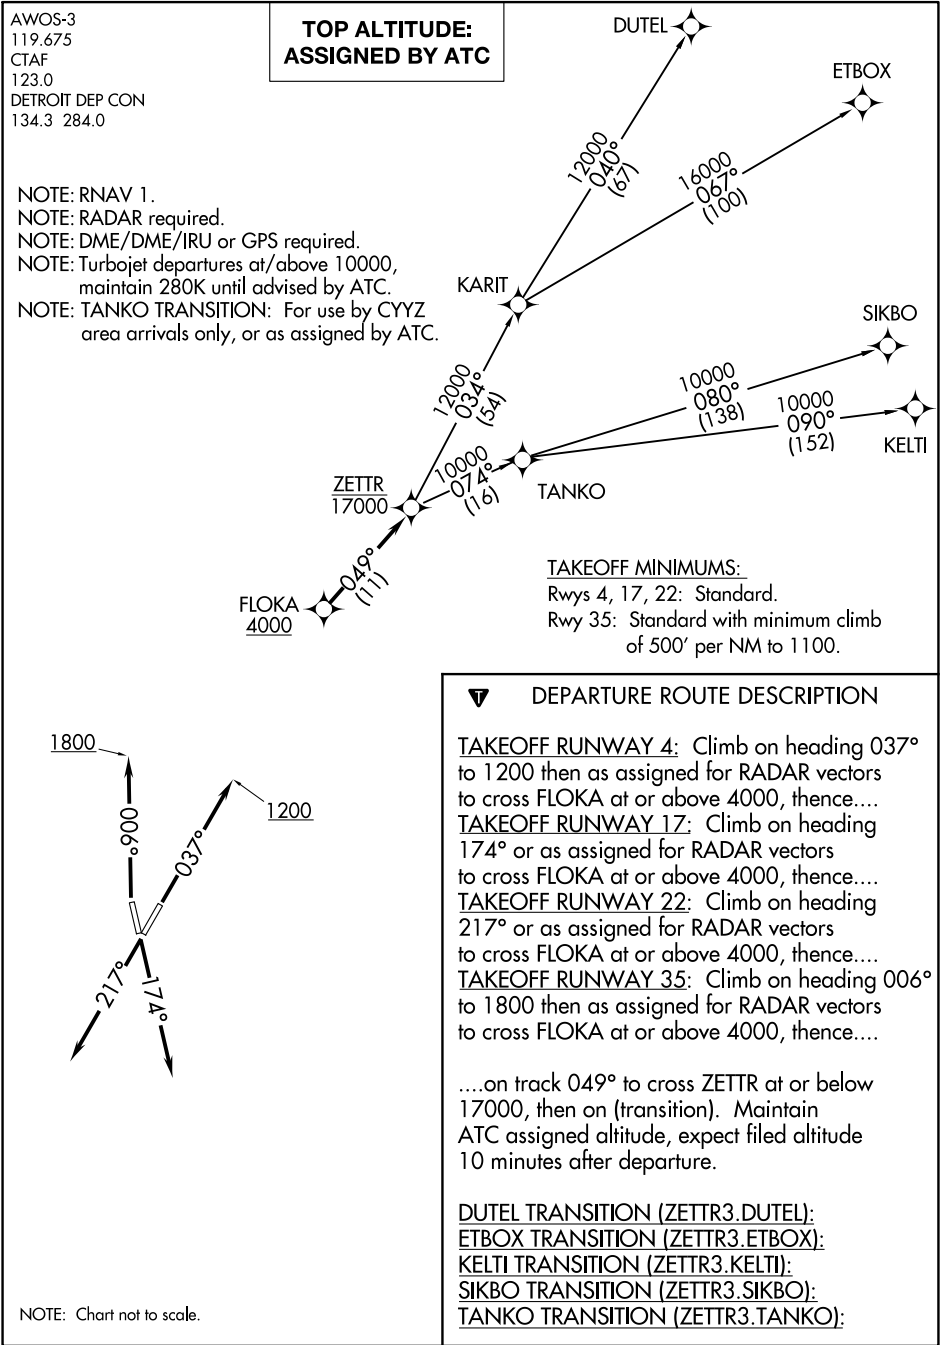 AWOS-3
119.675
CTAF
123.0
DETROIT DEP CON
134.3 284.0
TOP ALTITUDE:
ASSIGNED BY ATC
NOTE: RNAV 1.
NOTE: RADAR required.
NOTE: DME/DME/IRU or GPS required.
NOTE: Turbojet departures at/above 10000,
maintain 280K until advised by ATC.
NOTE: TANKO TRANSITION: For use by CYYZ
area arrivals only, or as assigned by ATC.
DUTEL
ETBOX
12000
040°
(67)
16000
067°
(100)
KARIT
SIKBO
12000
034°
(54)
10000
080°
(138)
10000
090°
(152)
KELTI
ZETTR
17000
10000
074°
(16)
TANKO
049°
(11)
FLOKA
4000
TAKEOFF MINIMUMS:
Rwys 4, 17, 22: Standard.
Rwy 35: Standard with minimum climb
of 500' per NM to 1100.
1800
1200
006°
037°
217°
174°
NOTE: Chart not to scale.
T DEPARTURE ROUTE DESCRIPTION
TAKEOFF RUNWAY 4: Climb on heading 037°
to 1200 then as assigned for RADAR vectors
to cross FLOKA at or above 4000, thence....
TAKEOFF RUNWAY 17: Climb on heading
174° or as assigned for RADAR vectors
to cross FLOKA at or above 4000, thence....
TAKEOFF RUNWAY 22: Climb on heading
217° or as assigned for RADAR vectors
to cross FLOKA at or above 4000, thence....
TAKEOFF RUNWAY 35: Climb on heading 006°
to 1800 then as assigned for RADAR vectors
to cross FLOKA at or above 4000, thence....
....on track 049° to cross ZETTR at or below
17000, then on (transition). Maintain
ATC assigned altitude, expect filed altitude
10 minutes after departure.
DUTEL TRANSITION (ZETTR3.DUTEL):
ETBOX TRANSITION (ZETTR3.ETBOX):
KELTI TRANSITION (ZETTR3.KELTI):
SIKBO TRANSITION (ZETTR3.SIKBO):
TANKO TRANSITION (ZETTR3.TANKO):